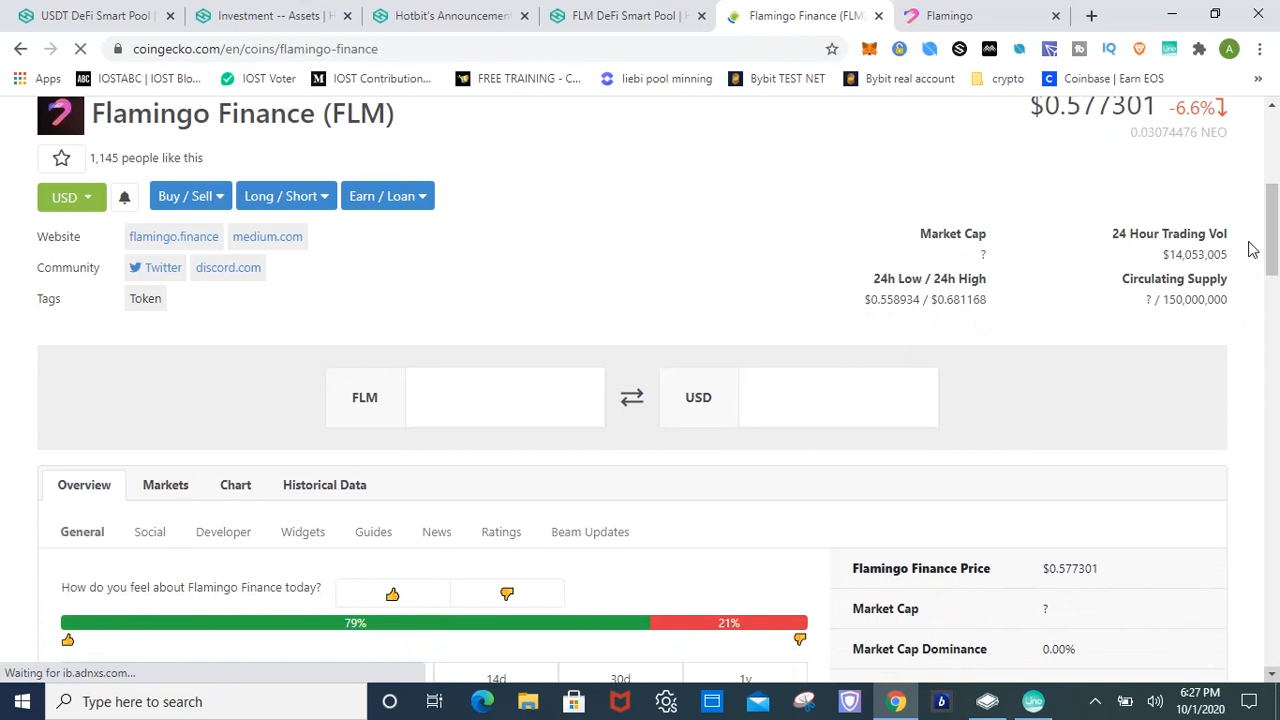 USDT DeFi Smart Pool |
Investment -- Assets | F
Hotbit's Announcement
FLM DeFi Smart Pool | H
Flamingo Finance (FLM)
Flamingo
coingecko.com/en/coins/flamingo-finance
Apps
IOSTABC | IOST Blo...
IOST Voter
IOST Contribution...
FREE TRAINING - C...
liebi pool minning
Bybit TEST NET
Bybit real account
crypto
Coinbase | Earn EOS
Flamingo Finance (FLM)
$0.577301 -6.6%
0.03074476 NEO
1,145 people like this
USD
Buy / Sell
Long / Short
Earn / Loan
Website flamingo.finance medium.com
Community Twitter discord.com
Tags Token
Market Cap
?
24 Hour Trading Vol
$14,053,005
24h Low / 24h High
$0.558934 / $0.681168
Circulating Supply
? / 150,000,000
FLM
USD
Overview Markets Chart Historical Data
General Social Developer Widgets Guides News Ratings Beam Updates
How do you feel about Flamingo Finance today?
79% 21%
14d 30d 1y
Flamingo Finance Price $0.577301
Market Cap ?
Market Cap Dominance 0.00%
Waiting for ib.adnxs.com...
Type here to search
6:27 PM
10/1/2020